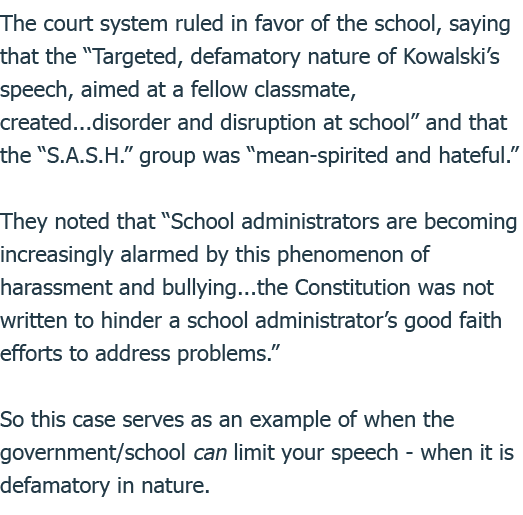 The court system ruled in favor of the school, saying
that the “Targeted, defamatory nature of Kowalski’s
speech, aimed at a fellow classmate,
created...disorder and disruption at school” and that
the “S.A.S.H.” group was “mean-spirited and hateful.”
They noted that “School administrators are becoming
increasingly alarmed by this phenomenon of
harassment and bullying...the Constitution was not
written to hinder a school administrator’s good faith
efforts to address problems.”
So this case serves as an example of when the
government/school can limit your speech - when it is
defamatory in nature.